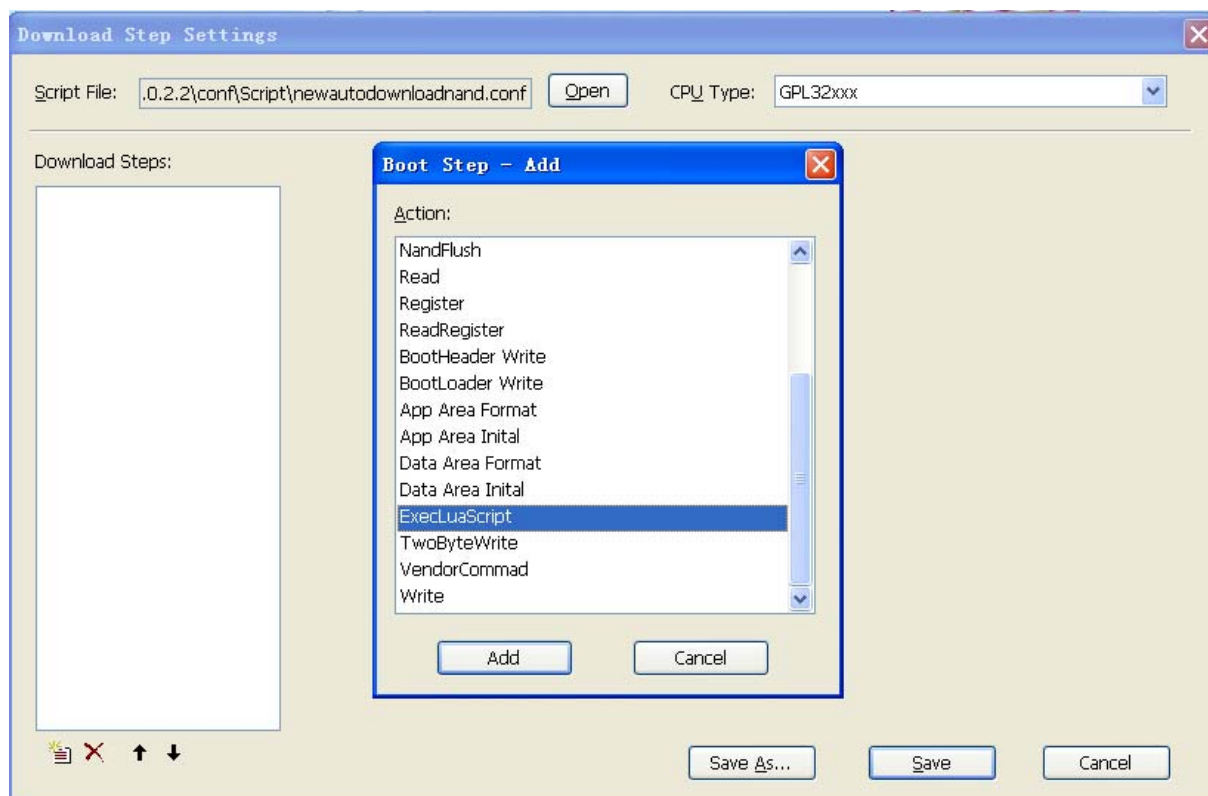 Download Step Settings
Script File: .0.2.2\conf\Script\newautodownloadnand.conf Open CPU Type: GPL32xxx
Download Steps:
Boot Step - Add
Action:
NandFlush
Read
Register
ReadRegister
BootHeader Write
BootLoader Write
App Area Format
App Area Inital
Data Area Format
Data Area Inital
ExecLuaScript
TwoByteWrite
VendorCommad
Write
Add Cancel
Save As... Save Cancel